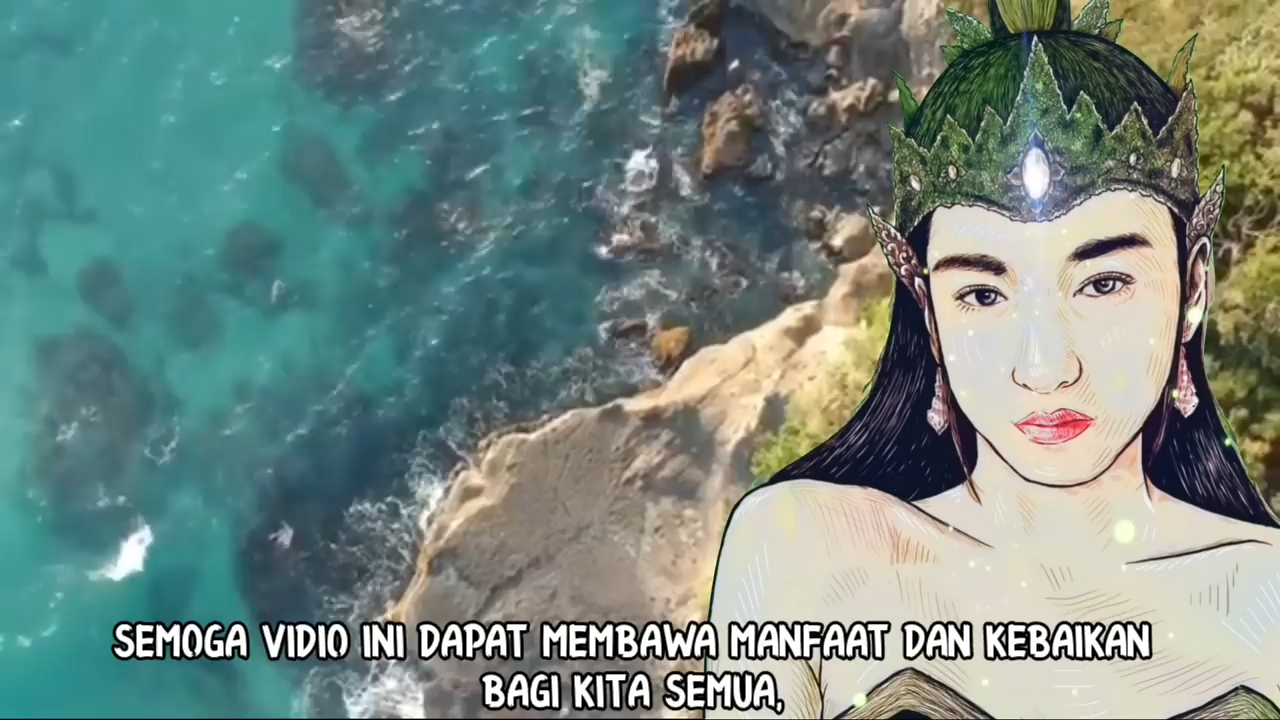 SEMOGA VIDIO INI DAPAT MEMBAWA MANFAAT DAN KEBAIKAN
BAGI KITA SEMUA,